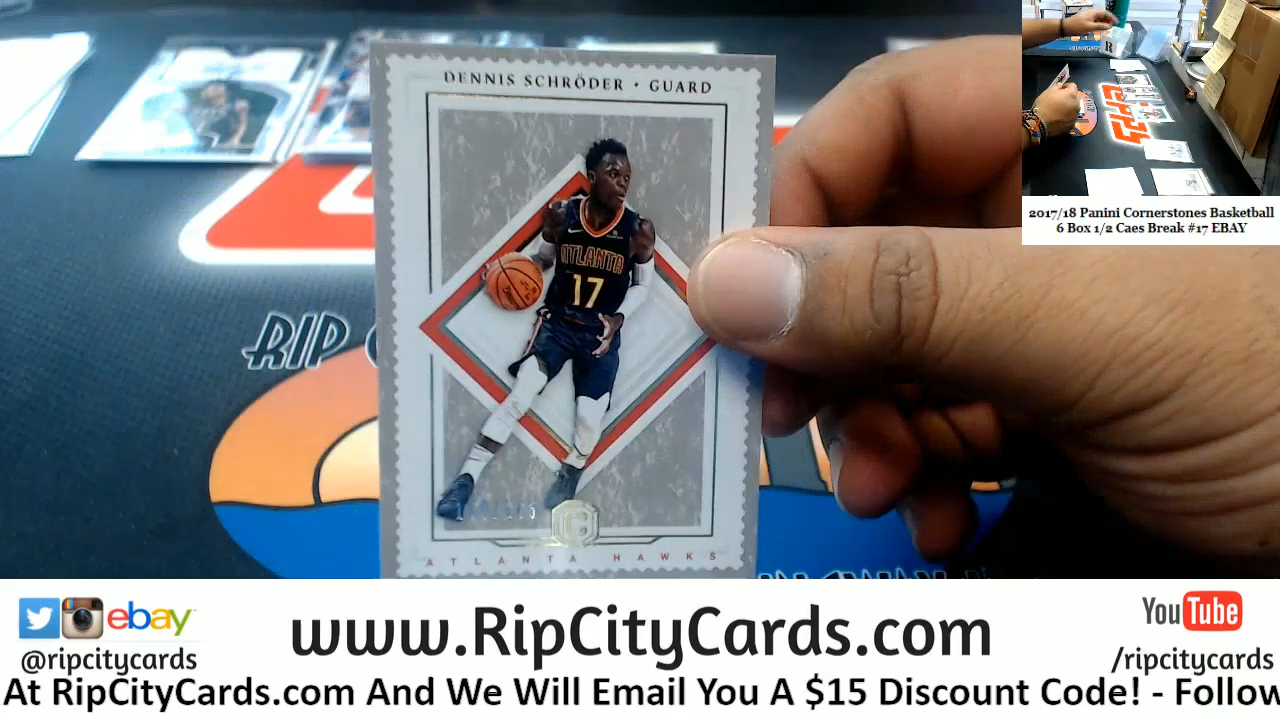 DENNIS SCHRÖDER • GUARD
ATLANTA
17
ATLANTA HAWKS
RIP
2017/18 Panini Cornerstones Basketball
6 Box 1/2 Caes Break #17 EBAY
ebay
@ripcitycards
www.RipCityCards.com
YouTube
/ripcitycards
At RipCityCards.com And We Will Email You A $15 Discount Code! - Follow